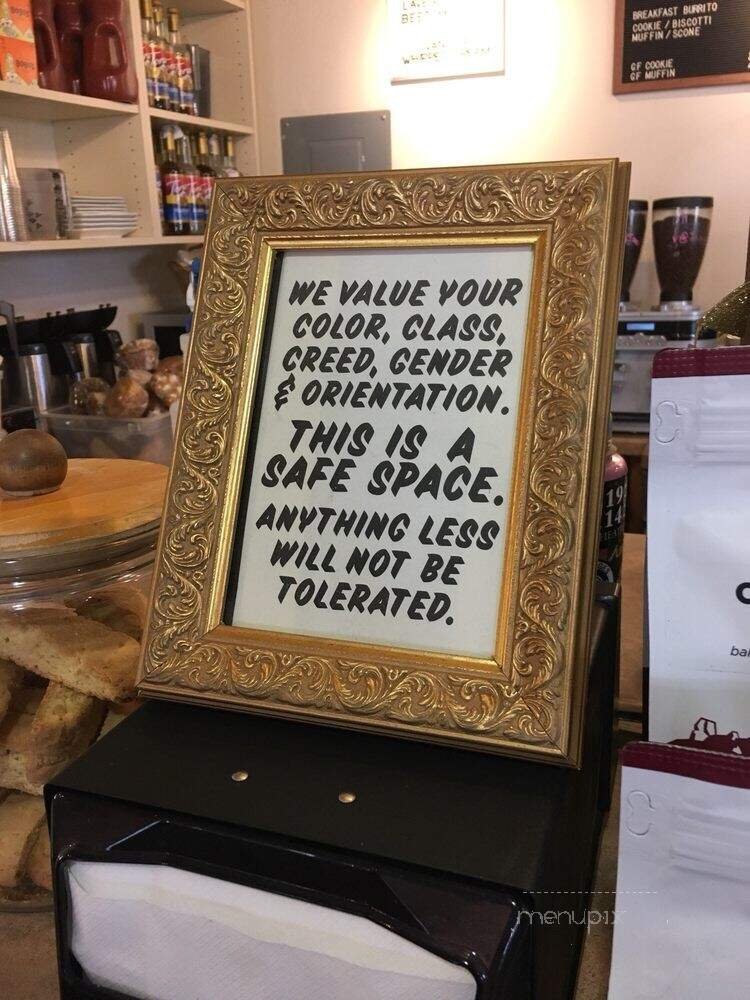 BREAKFAST BURRITO
COOKIE / BISCOTTI
MUFFIN / SCONE
GF COOKIE
GF MUFFIN
WE VALUE YOUR
COLOR, CLASS,
CREED, GENDER
& ORIENTATION.
THIS IS A
SAFE SPACE.
ANYTHING LESS
WILL NOT BE
TOLERATED.
menupix